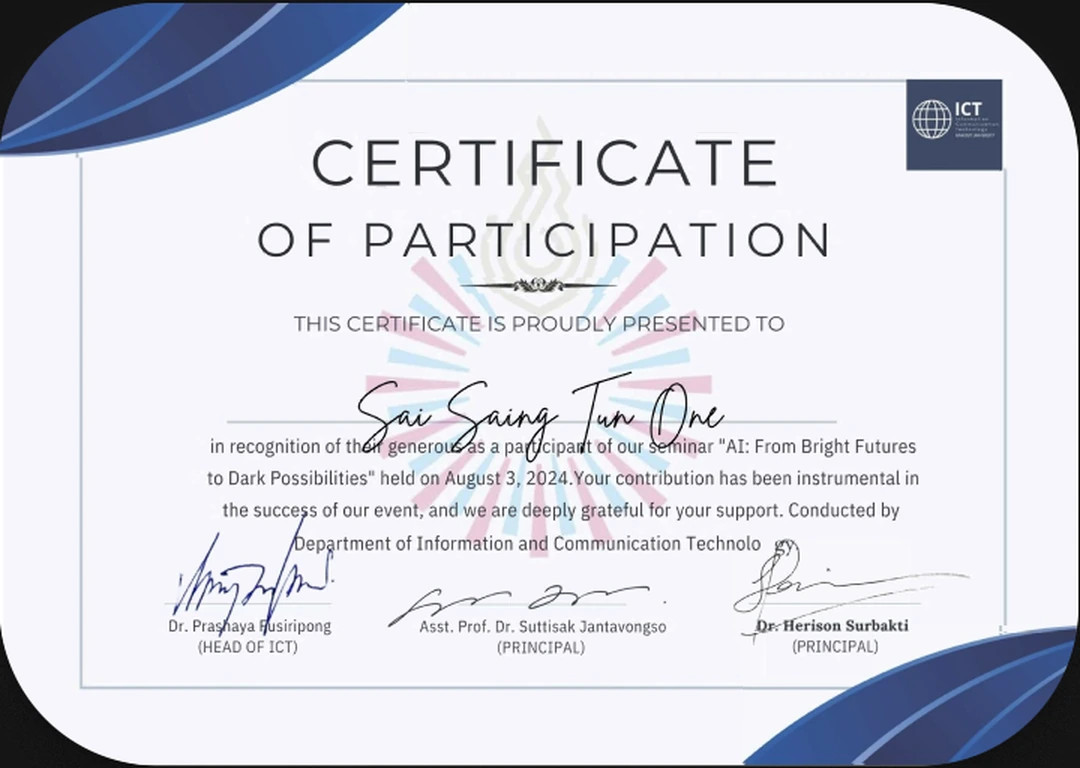 ICT
Information
Communication
Technology
CERTIFICATE
OF PARTICIPATION
THIS CERTIFICATE IS PROUDLY PRESENTED TO
Sai Saing Tun One
in recognition of their generous as a participant of our seminar "AI: From Bright Futures
to Dark Possibilities" held on August 3, 2024.Your contribution has been instrumental in
the success of our event, and we are deeply grateful for your support. Conducted by
Department of Information and Communication Technolo
Dr. Prashaya Fusiripong
(HEAD OF ICT)
Asst. Prof. Dr. Suttisak Jantavongso
(PRINCIPAL)
Dr. Herison Surbakti
(PRINCIPAL)